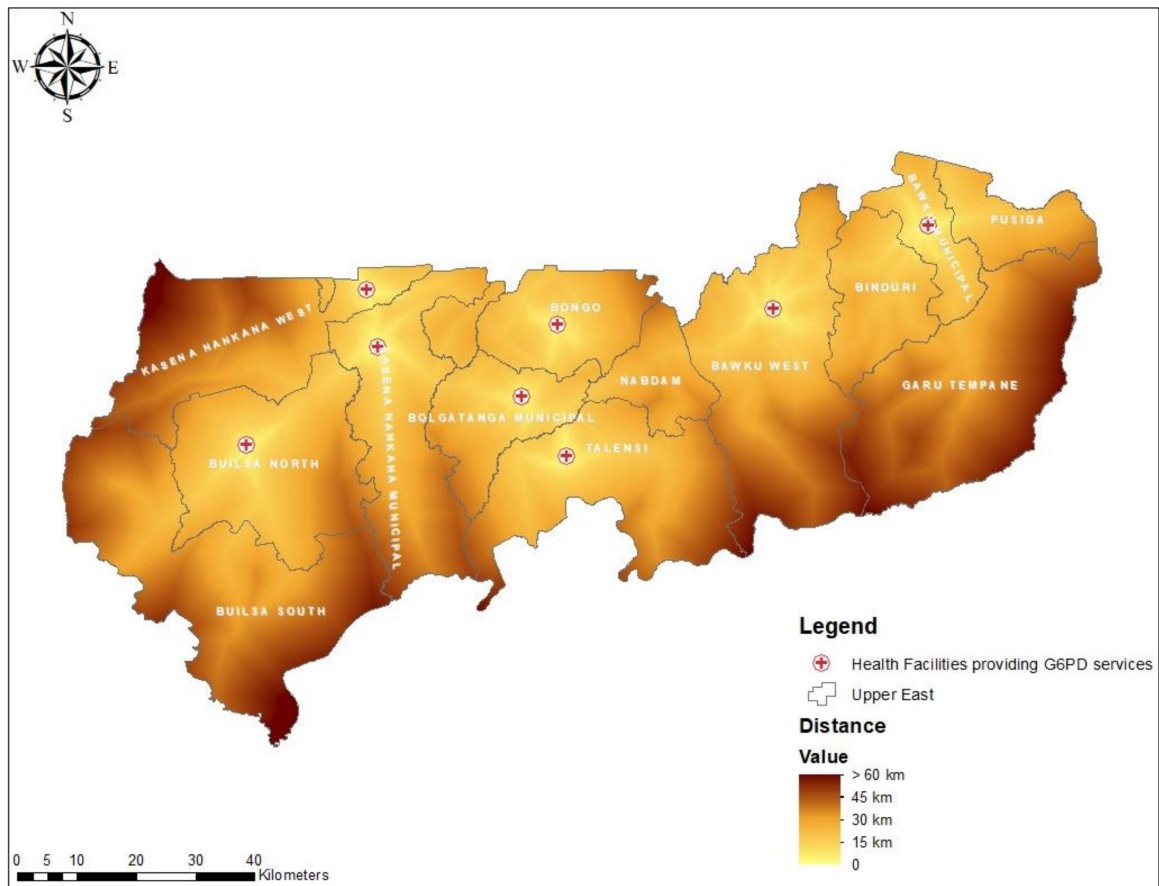 N
W E
S
BAWKU MUNICIPAL
PUSIGA
BINDURI
KASENA NANKANA WEST
BONGO
BAWKU WEST
NABDAM
GARU TEMPANE
KASENA NANKANA MUNICIPAL
BOLGATANGA MUNICIPAL
TALENSI
BUILSA NORTH
BUILSA SOUTH
Legend
Health Facilities providing G6PD services
Upper East
Distance
Value
> 60 km
45 km
30 km
15 km
0
0 5 10 20 30 40
Kilometers